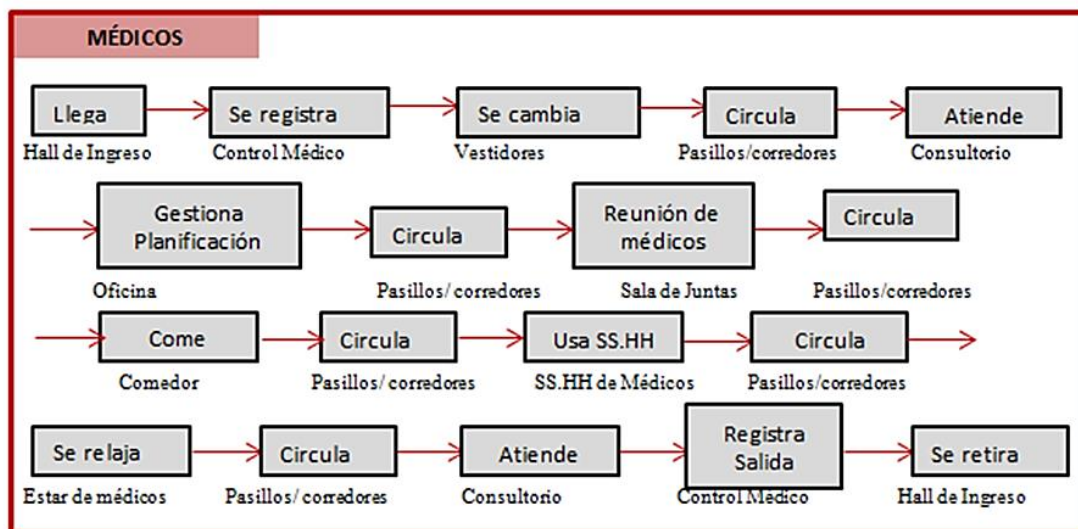 MÉDICOS
Llega
Se registra
Se cambia
Circula
Atiende
Hall de Ingreso
Control Médico
Vestidores
Pasillos/corredores
Consultorio
Gestiona
Planificación
Circula
Reunión de
médicos
Circula
Oficina
Pasillos/ corredores
Sala de Juntas
Pasillos/corredores
Come
Circula
Usa SS.HH
Circula
Comedor
Pasillos/ corredores
SS.HH de Médicos
Pasillos/corredores
Se relaja
Circula
Atiende
Registra
Salida
Se retira
Estar de médicos
Pasillos/ corredores
Consultorio
Control Médico
Hall de Ingreso